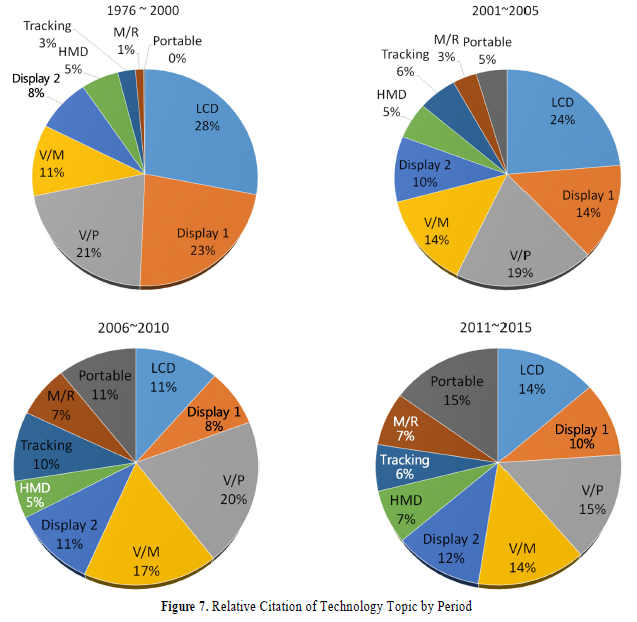 1976 ~ 2000
Tracking
3%
HMD
5%
M/R
1%
Portable
0%
Display 2
8%
LCD
28%
V/M
11%
V/P
21%
Display 1
23%
2001~2005
Tracking
6%
M/R
3%
Portable
5%
HMD
5%
LCD
24%
Display 2
10%
Display 1
14%
V/M
14%
V/P
19%
2006~2010
Portable
11%
LCD
11%
M/R
7%
Display 1
8%
Tracking
10%
HMD
5%
V/P
20%
Display 2
11%
V/M
17%
2011~2015
Portable
15%
LCD
14%
M/R
7%
Display 1
10%
Tracking
6%
HMD
7%
V/P
15%
Display 2
12%
V/M
14%
Figure 7. Relative Citation of Technology Topic by Period